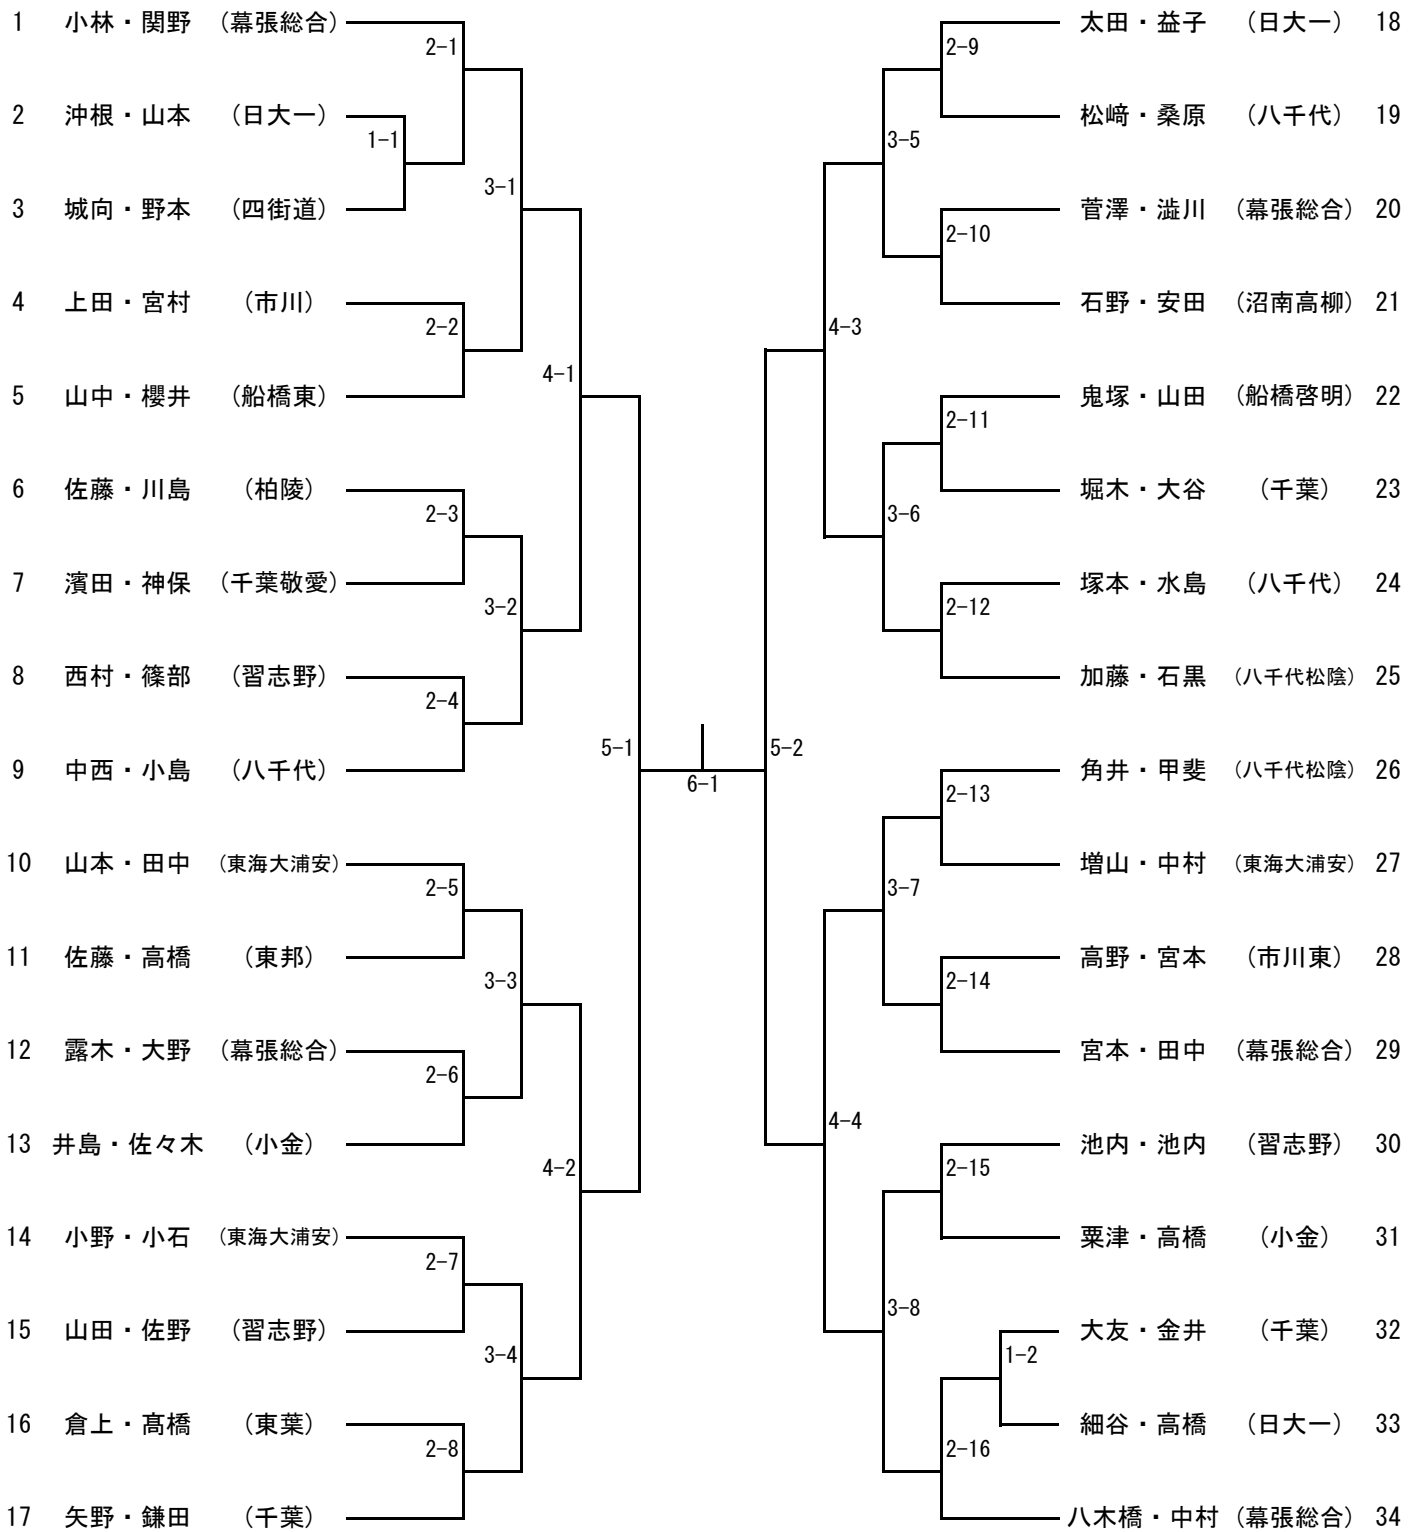 1 小林・関野 (幕張総合)
2-1
2 沖根・山本 (日大一)
1-1
3 城向・野本 (四街道)
3-1
4 上田・宮村 (市川)
2-2
5 山中・櫻井 (船橋東)
4-1
6 佐藤・川島 (柏陵)
2-3
7 濱田・神保 (千葉敬愛)
3-2
8 西村・篠部 (習志野)
2-4
9 中西・小島 (八千代)
5-1
10 山本・田中 (東海大浦安)
2-5
11 佐藤・高橋 (東邦)
3-3
12 露木・大野 (幕張総合)
2-6
13 井島・佐々木 (小金)
4-2
14 小野・小石 (東海大浦安)
2-7
15 山田・佐野 (習志野)
3-4
16 倉上・髙橋 (東葉)
2-8
17 矢野・鎌田 (千葉)
6-1
太田・益子 (日大一) 18
2-9
松﨑・桑原 (八千代) 19
3-5
菅澤・澁川 (幕張総合) 20
2-10
石野・安田 (沼南高柳) 21
4-3
鬼塚・山田 (船橋啓明) 22
2-11
堀木・大谷 (千葉) 23
3-6
塚本・水島 (八千代) 24
2-12
加藤・石黒 (八千代松陰) 25
5-2
角井・甲斐 (八千代松陰) 26
2-13
増山・中村 (東海大浦安) 27
3-7
高野・宮本 (市川東) 28
2-14
宮本・田中 (幕張総合) 29
4-4
池内・池内 (習志野) 30
2-15
粟津・高橋 (小金) 31
3-8
大友・金井 (千葉) 32
1-2
細谷・高橋 (日大一) 33
2-16
八木橋・中村 (幕張総合) 34